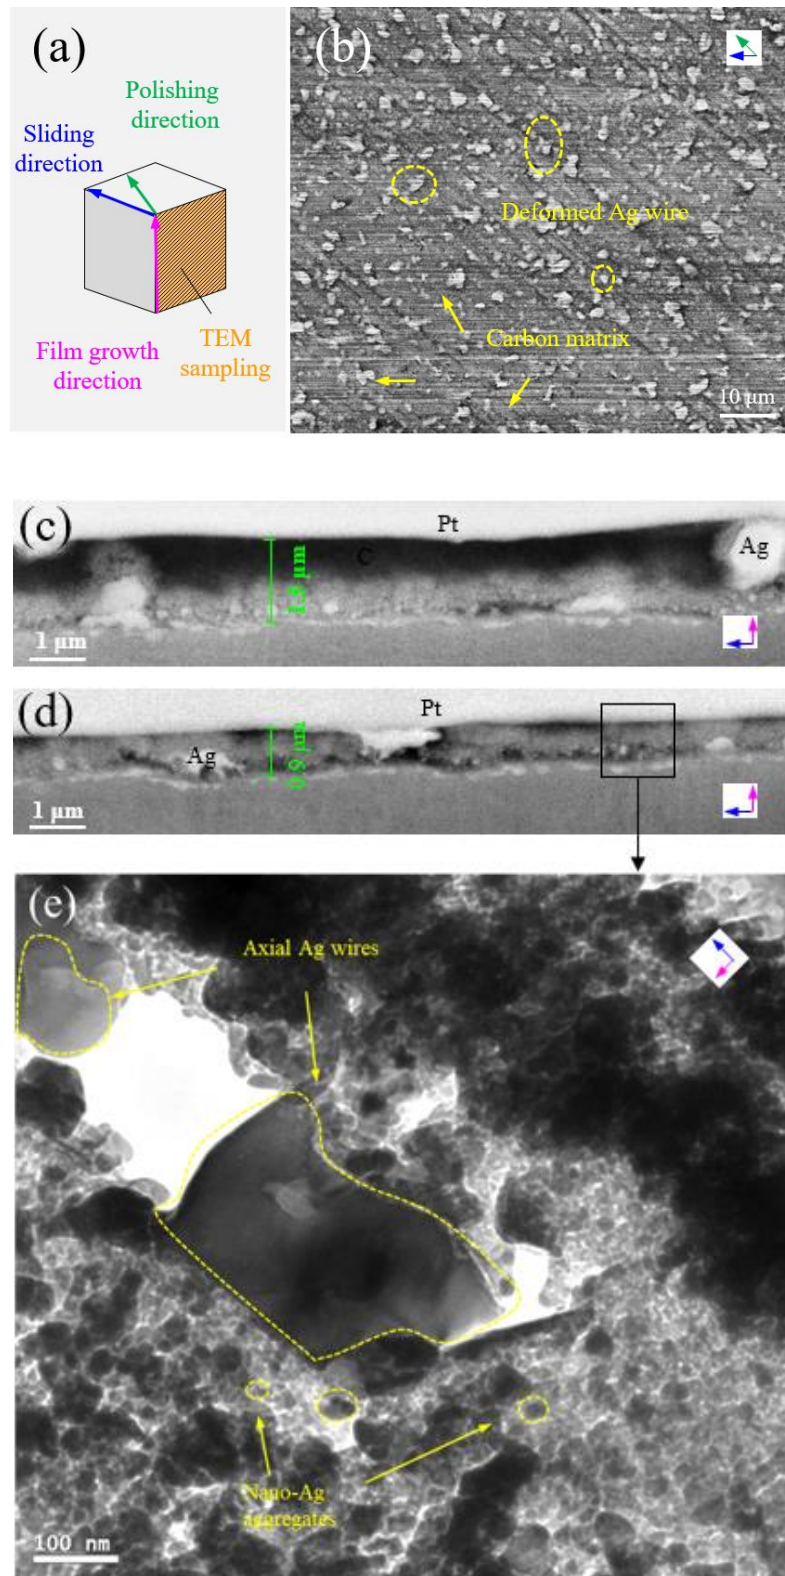 (a)
Polishing
direction
Sliding
direction
Film growth
direction
TEM
sampling
(b)
Deformed Ag wire
Carbon matrix
10 μm
(c)
Pt
C
Ag
1.5 μm
1 μm
(d)
Pt
Ag
0.9 μm
1 μm
(e)
Axial Ag wires
Nano-Ag
aggregates
100 nm